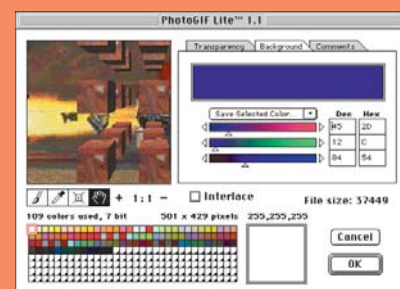 PhotoGIF Lite™ 1.1
Transparency Background Comments
Save Selected Color...
Dec Hex
45 2D
12 C
84 54
+ 1:1 -
Interlace
File size: 37449
109 colors used, 7 bit 501 x 429 pixels 255,255,255
Cancel
OK